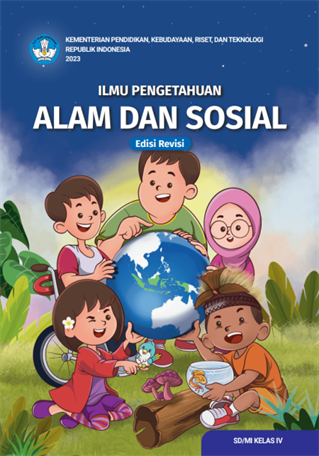 KEMENTERIAN PENDIDIKAN, KEBUDAYAAN, RISET, DAN TEKNOLOGI
REPUBLIK INDONESIA
2023
ILMU PENGETAHUAN
ALAM DAN SOSIAL
Edisi Revisi
SD/MI KELAS IV